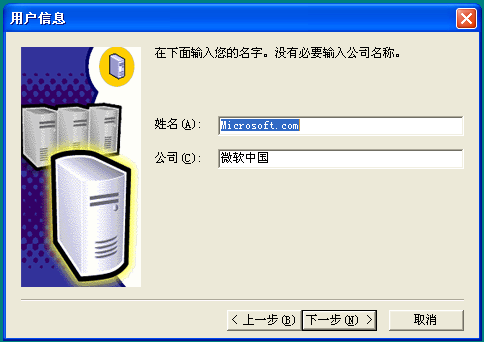 用户信息
在下面输入您的名字。没有必要输入公司名称。
姓名(A): Microsoft.com
公司(C): 微软中国
< 上一步(B) 下一步(N) > 取消